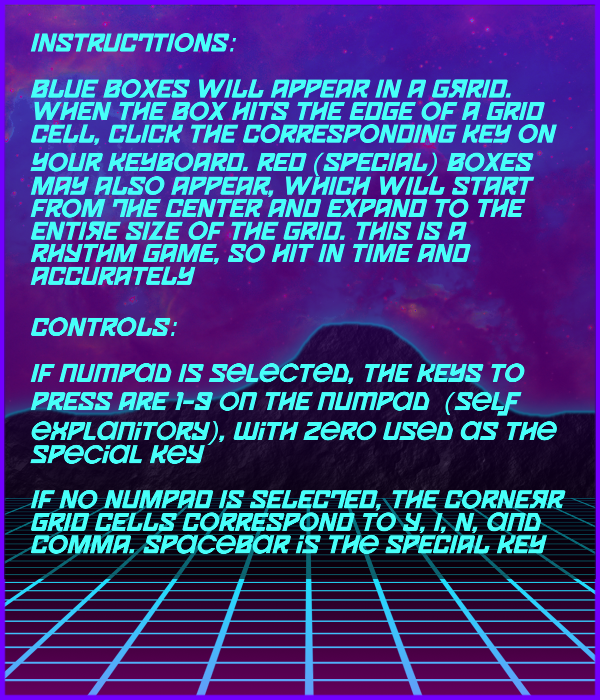 INSTRUCTIONS:
BLUE BOXES WILL APPEAR IN A GRID.
WHEN THE BOX HITS THE EDGE OF A GRID
CELL, CLICK THE CORRESPONDING KEY ON
YOUR KEYBOARD. RED (SPECIAL) BOXES
MAY ALSO APPEAR, WHICH WILL START
FROM THE CENTER AND EXPAND TO THE
ENTIRE SIZE OF THE GRID. THIS IS A
RHYTHM GAME, SO HIT IN TIME AND
ACCURATELY
CONTROLS:
IF NUMPAD IS SELECTED, THE KEYS TO
PRESS ARE 1-9 ON THE NUMPAD (SELF
EXPLANITORY), WITH ZERO USED AS THE
SPECIAL KEY
IF NO NUMPAD IS SELECTED, THE CORNERR
GRID CELLS CORRESPOND TO Y, I, N, AND
COMMA. SPACEBAR IS THE SPECIAL KEY